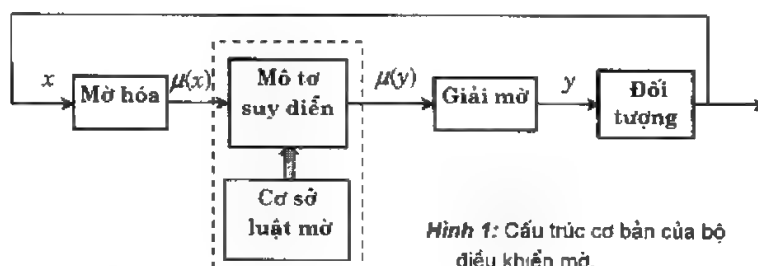 x
Mờ hóa
μ(x)
Mô tơ
suy diễn
μ(y)
Giải mờ
y
Đối
tượng
Cơ sở
luật mờ
Hình 1: Cấu trúc cơ bản của bộ
điều khiển mờ.